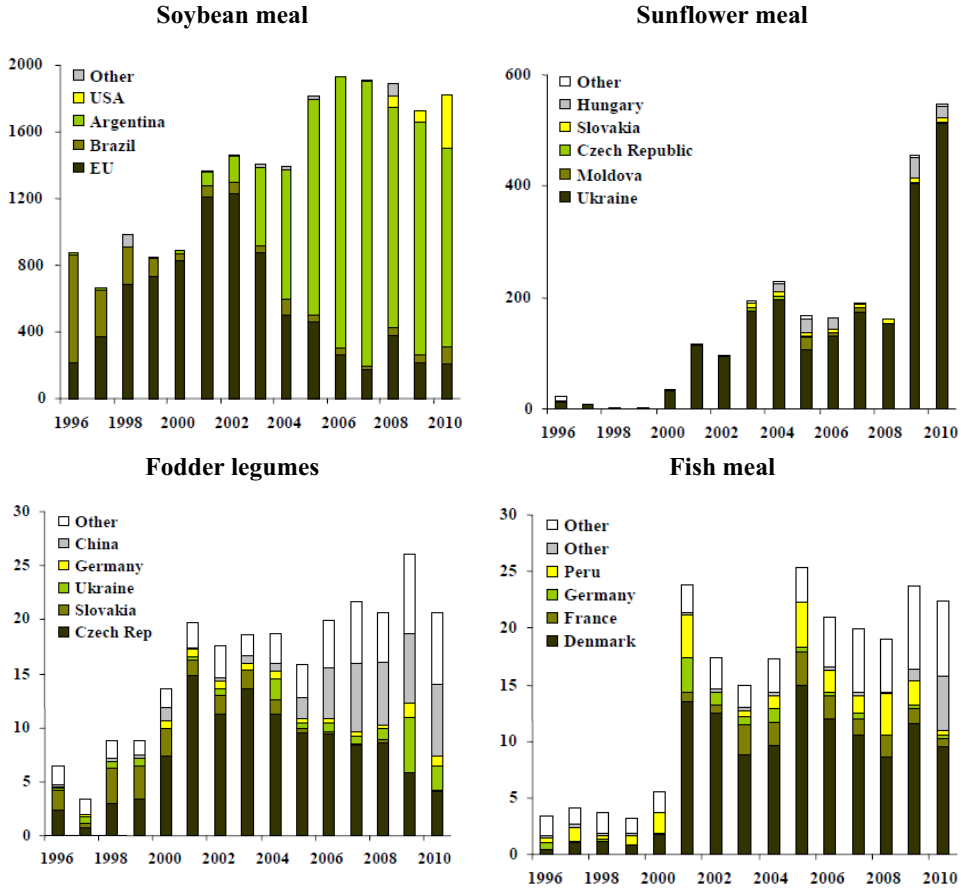 Soybean meal
2000
1600
1200
800
400
0
Other
USA
Argentina
Brazil
EU
1996 1998 2000 2002 2004 2006 2008 2010
Sunflower meal
600
400
200
0
Other
Hungary
Slovakia
Czech Republic
Moldova
Ukraine
1996 1998 2000 2002 2004 2006 2008 2010
Fodder legumes
30
25
20
15
10
5
0
Other
China
Germany
Ukraine
Slovakia
Czech Rep
1996 1998 2000 2002 2004 2006 2008 2010
Fish meal
30
25
20
15
10
5
0
Other
Other
Peru
Germany
France
Denmark
1996 1998 2000 2002 2004 2006 2008 2010